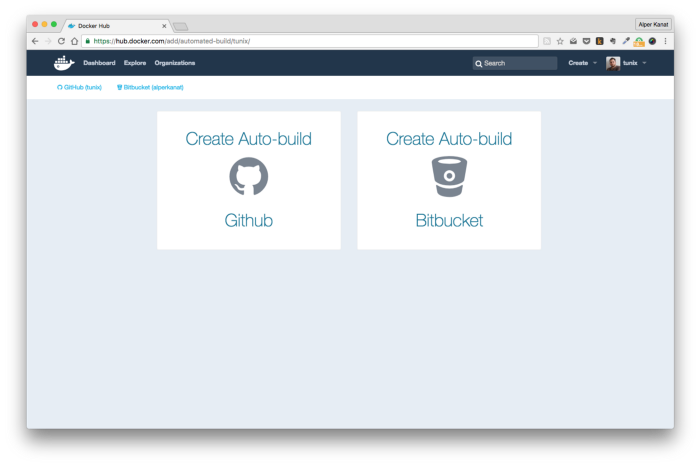 Docker Hub
Alper Kanat
https://hub.docker.com/add/automated-build/tunix/
Dashboard Explore Organizations Search Create tunix
GitHub (tunix) Bitbucket (alperkanat)
Create Auto-build
Github
Create Auto-build
Bitbucket